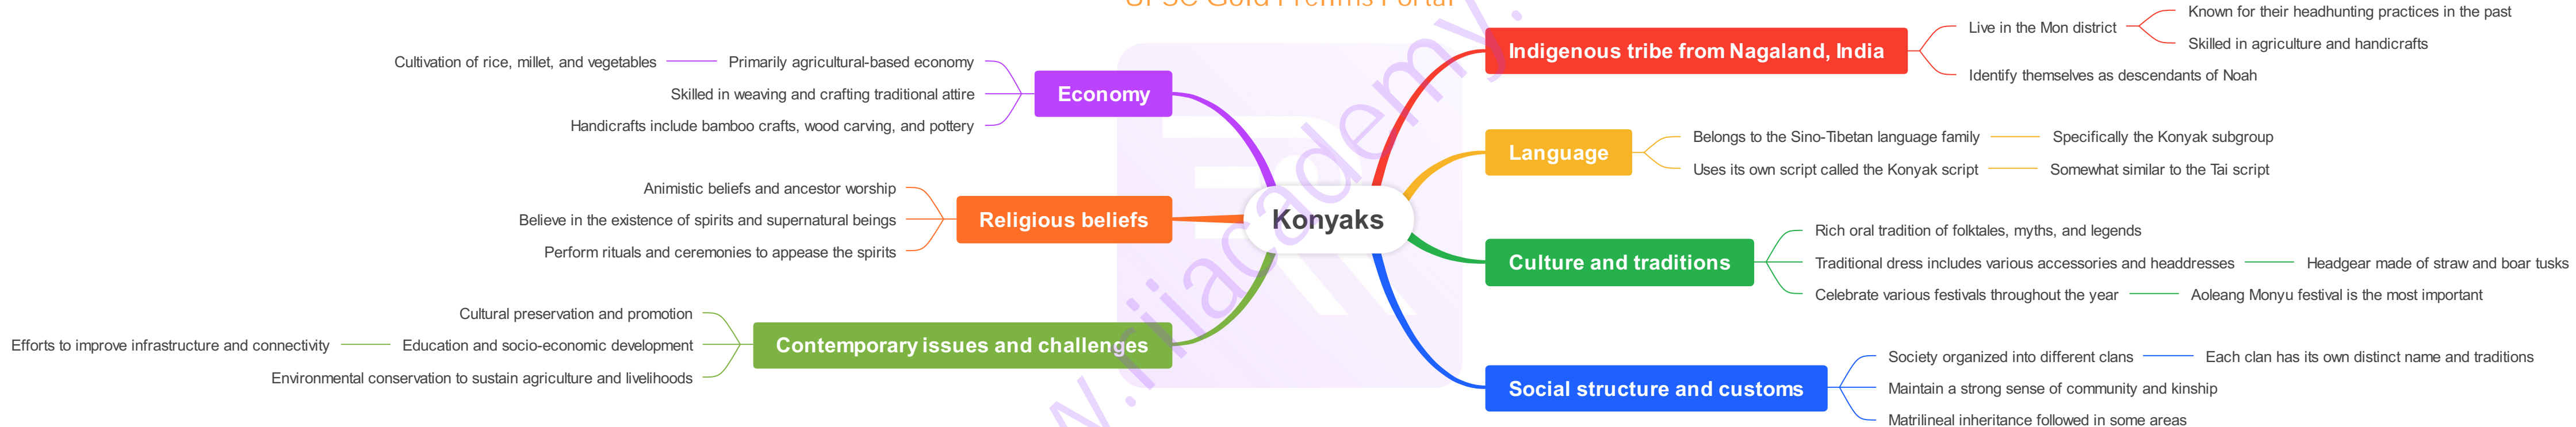 UPSC Gold Prelims Portal
Konyaks
Indigenous tribe from Nagaland, India
Live in the Mon district
Known for their headhunting practices in the past
Skilled in agriculture and handicrafts
Identify themselves as descendants of Noah
Language
Belongs to the Sino-Tibetan language family
Specifically the Konyak subgroup
Uses its own script called the Konyak script
Somewhat similar to the Tai script
Culture and traditions
Rich oral tradition of folktales, myths, and legends
Traditional dress includes various accessories and headdresses
Headgear made of straw and boar tusks
Celebrate various festivals throughout the year
Aoleang Monyu festival is the most important
Social structure and customs
Society organized into different clans
Each clan has its own distinct name and traditions
Maintain a strong sense of community and kinship
Matrilineal inheritance followed in some areas
Economy
Primarily agricultural-based economy
Cultivation of rice, millet, and vegetables
Skilled in weaving and crafting traditional attire
Handicrafts include bamboo crafts, wood carving, and pottery
Religious beliefs
Animistic beliefs and ancestor worship
Believe in the existence of spirits and supernatural beings
Perform rituals and ceremonies to appease the spirits
Contemporary issues and challenges
Cultural preservation and promotion
Education and socio-economic development
Efforts to improve infrastructure and connectivity
Environmental conservation to sustain agriculture and livelihoods